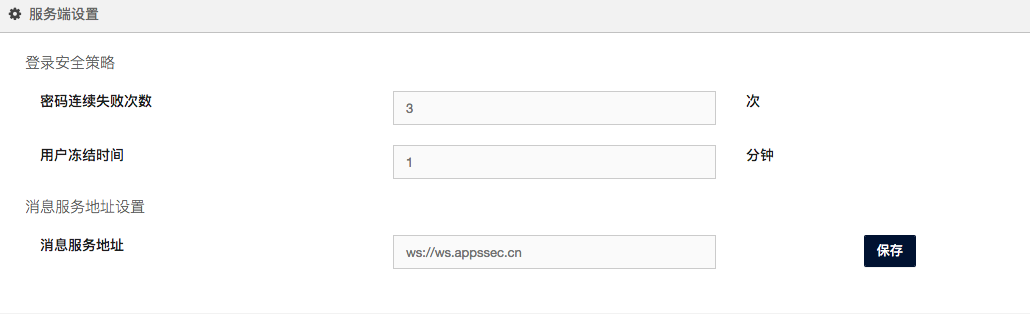 服务端设置
登录安全策略
密码连续失败次数 3 次
用户冻结时间 1 分钟
消息服务地址设置
消息服务地址 ws://ws.appssec.cn 保存